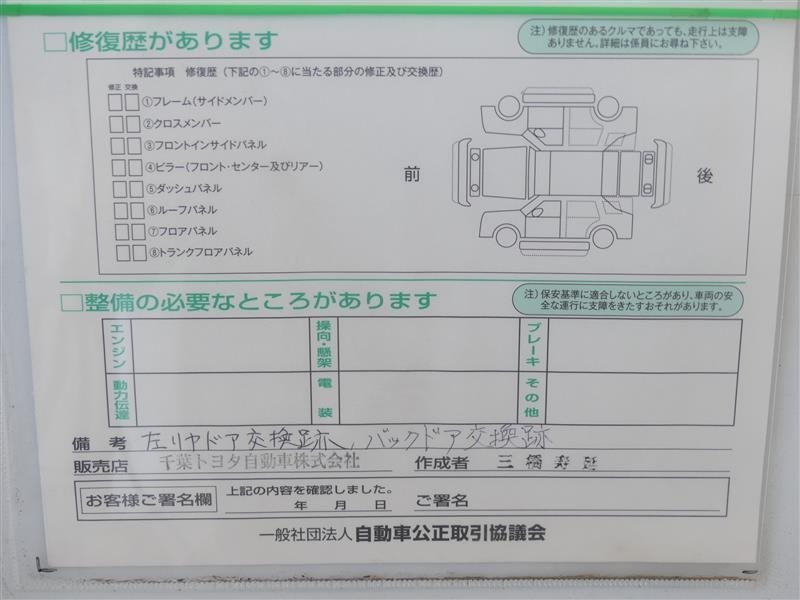 □修復歴があります
注）修復歴のあるクルマであっても、走行上は支障
ありません。詳細は係員にお尋ね下さい。
特記事項　修復歴（下記の①～⑧に当たる部分の修正及び交換歴）
修正 交換
①フレーム（サイドメンバー）
②クロスメンバー
③フロントインサイドパネル
④ピラー（フロント・センター及びリアー）
⑤ダッシュパネル
⑥ルーフパネル
⑦フロアパネル
⑧トランクフロアパネル
前
後
□整備の必要なところがあります
注）保安基準に適合しないところがあり、車両の安
全な運行に支障をきたすおそれがあります。
エンジン
操向・懸架
ブレーキ
動力伝達
電装
その他
備考 左リヤドア交換跡、バックドア交換跡
販売店 千葉トヨタ自動車株式会社 作成者 三橋寿延
お客様ご署名欄
上記の内容を確認しました。
年　月　日
ご署名
一般社団法人 自動車公正取引協議会